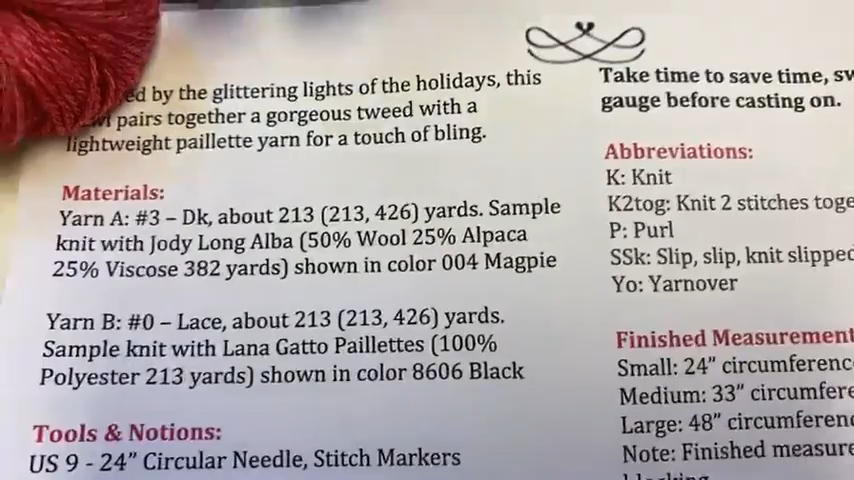 by the glittering lights of the holidays, this
pairs together a gorgeous tweed with a
lightweight paillette yarn for a touch of bling.
Materials:
Yarn A: #3 – Dk, about 213 (213, 426) yards. Sample
knit with Jody Long Alba (50% Wool 25% Alpaca
25% Viscose 382 yards) shown in color 004 Magpie
Yarn B: #0 – Lace, about 213 (213, 426) yards.
Sample knit with Lana Gatto Paillettes (100%
Polyester 213 yards) shown in color 8606 Black
Tools & Notions:
US 9 - 24” Circular Needle, Stitch Markers
Take time to save time,
gauge before casting on.
Abbreviations:
K: Knit
K2tog: Knit 2 stitches
P: Purl
SSk: Slip, slip, knit slipped
Yo: Yarnover
Finished Measurement
Small: 24” circumference
Medium: 33”
Large: 48”
Note: Finished